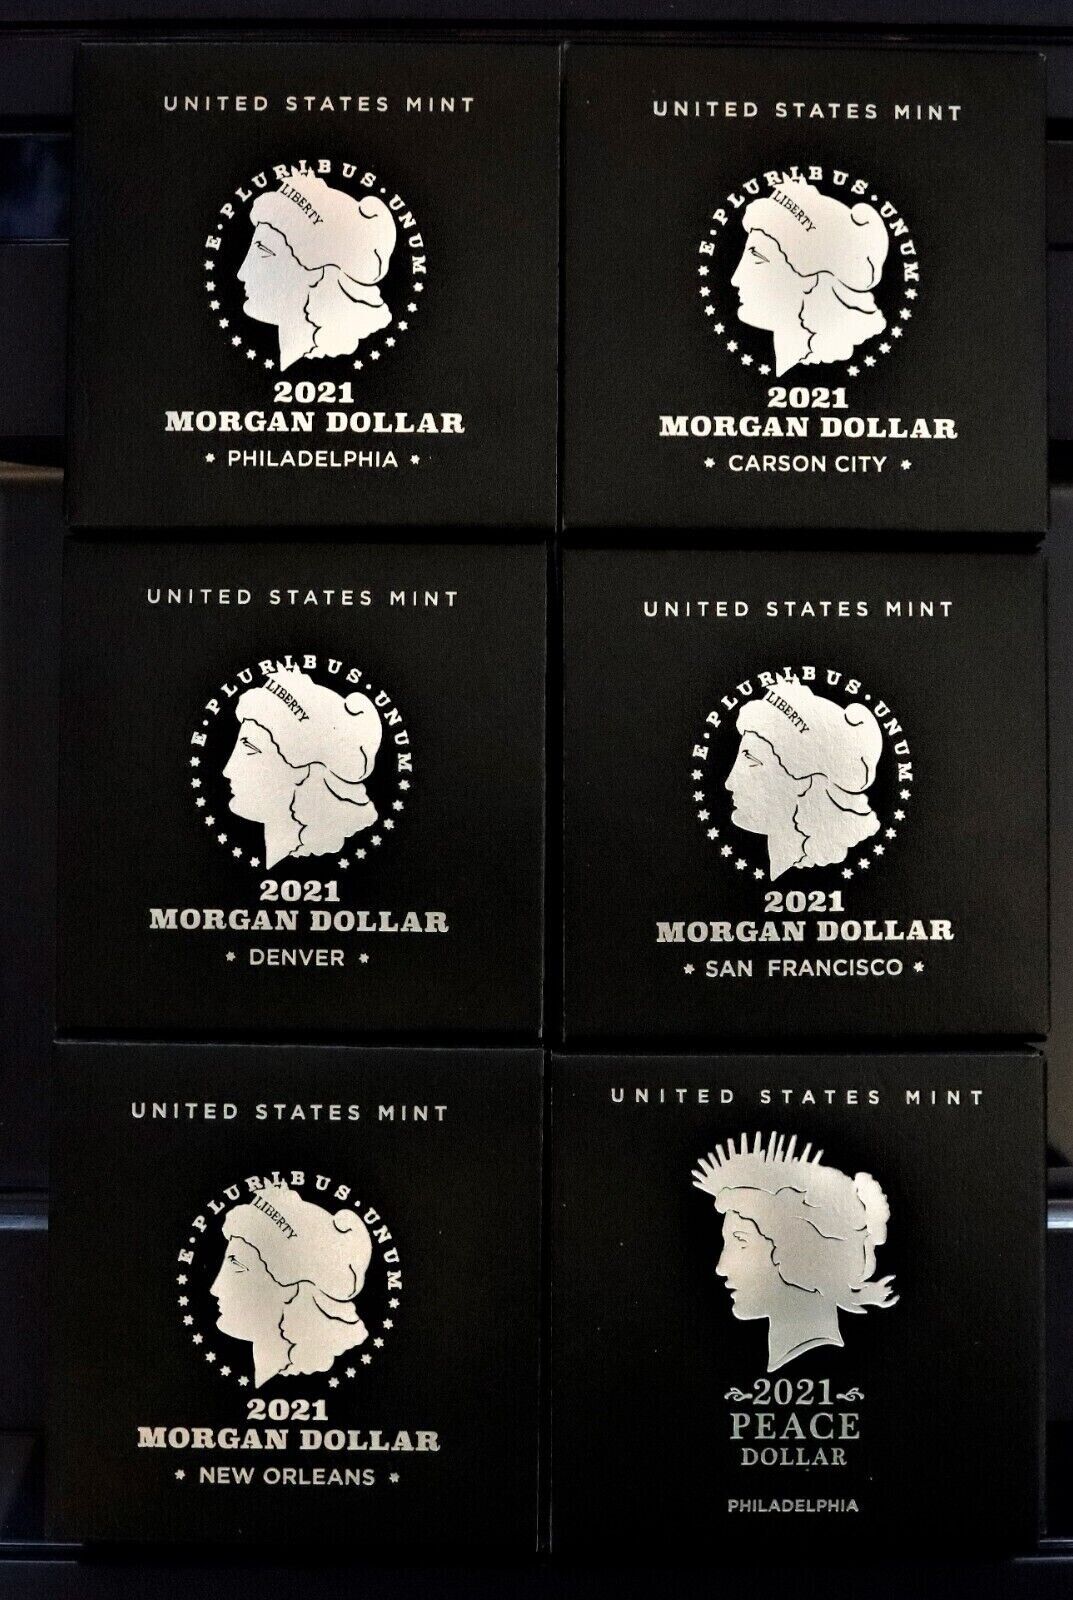 UNITED STATES MINT
E·PLURIBUS·UNUM
LIBERTY
2021
MORGAN DOLLAR
* PHILADELPHIA *
UNITED STATES MINT
E·PLURIBUS·UNUM
LIBERTY
2021
MORGAN DOLLAR
* CARSON CITY *
UNITED STATES MINT
E·PLURIBUS·UNUM
LIBERTY
2021
MORGAN DOLLAR
* DENVER *
UNITED STATES MINT
E·PLURIBUS·UNUM
LIBERTY
2021
MORGAN DOLLAR
* SAN FRANCISCO *
UNITED STATES MINT
E·PLURIBUS·UNUM
LIBERTY
2021
MORGAN DOLLAR
* NEW ORLEANS *
UNITED STATES MINT
2021
PEACE
DOLLAR
PHILADELPHIA